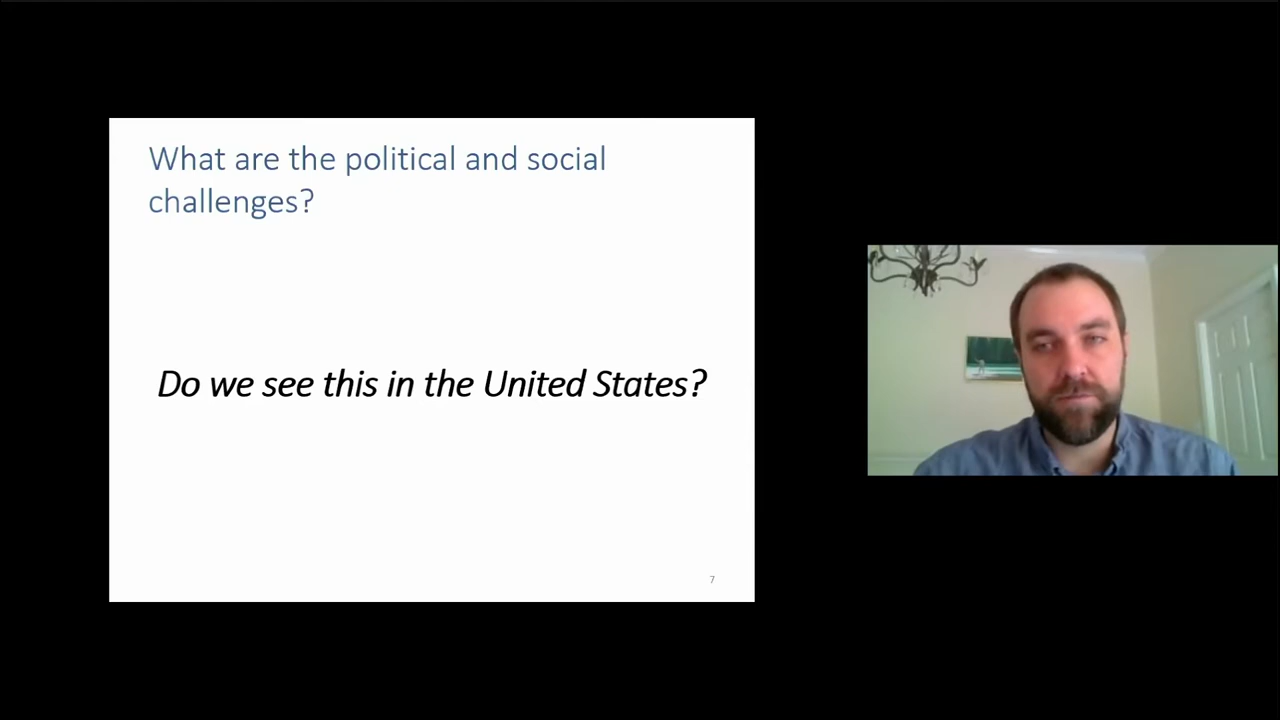 What are the political and social
challenges?
Do we see this in the United States?
7